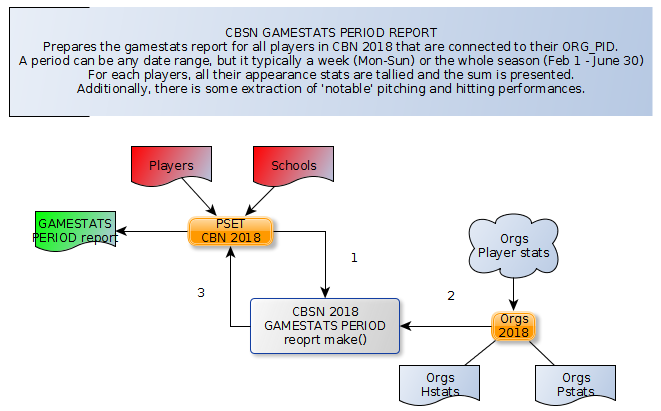 CBSN GAMESTATS PERIOD REPORT
Prepares the gamestats report for all players in CBN 2018 that are connected to their ORG_PID.
A period can be any date range, but it typically a week (Mon-Sun) or the whole season (Feb 1 - June 30)
For each players, all their appearance stats are tallied and the sum is presented.
Additionally, there is some extraction of 'notable' pitching and hitting performances.
Players
Schools
GAMESTATS
PERIOD report
PSET
CBN 2018
Orgs
Player stats
1
3
2
CBSN 2018
GAMESTATS PERIOD
reoprt make()
Orgs
2018
Orgs
Hstats
Orgs
Pstats